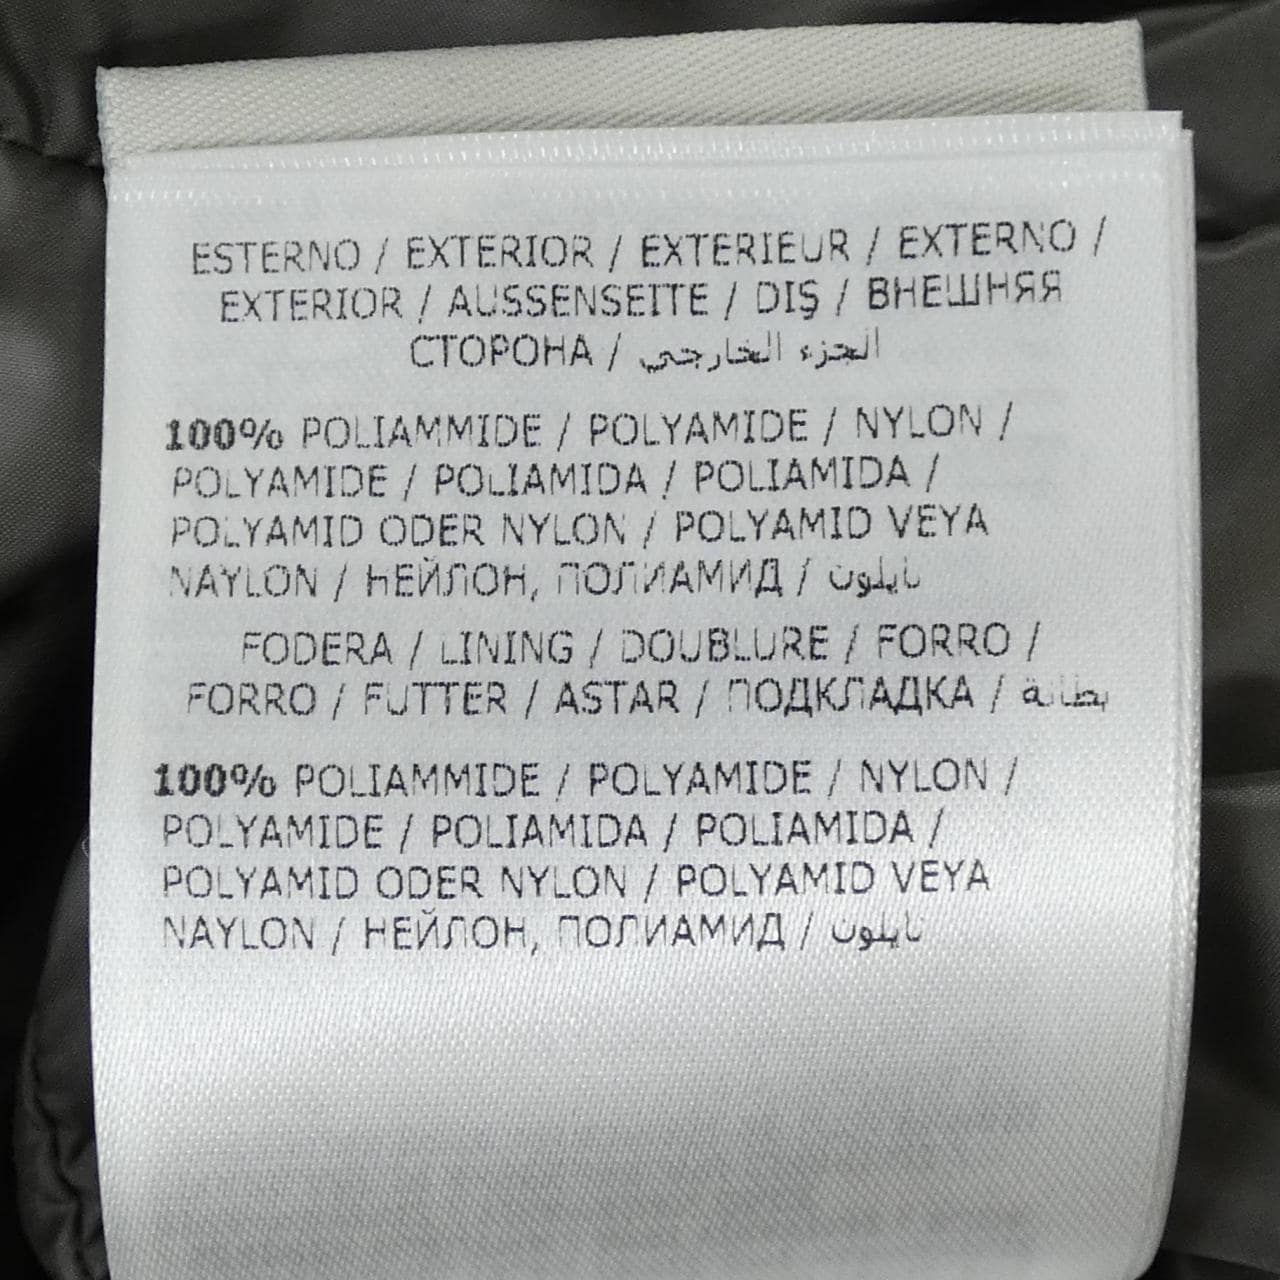 ESTERNO / EXTERIOR / EXTERIEUR / EXTERNO /
EXTERIOR / AUSSENSEITE / DIŞ / ВНЕШНЯЯ
СТОРОНА / الجزء الخارجي
100% POLIAMMIDE / POLYAMIDE / NYLON /
POLYAMIDE / POLIAMIDA / POLIAMIDA /
POLYAMID ODER NYLON / POLYAMID VEYA
NAYLON / НЕЙЛОН, ПОЛИАМИД / نايلون
FODERA / LINING / DOUBLURE / FORRO /
FORRO / FUTTER / ASTAR / ПОДКЛАДКА / بطانة
100% POLIAMMIDE / POLYAMIDE / NYLON /
POLYAMIDE / POLIAMIDA / POLIAMIDA /
POLYAMID ODER NYLON / POLYAMID VEYA
NAYLON / НЕЙЛОН, ПОЛИАМИД / نايلون